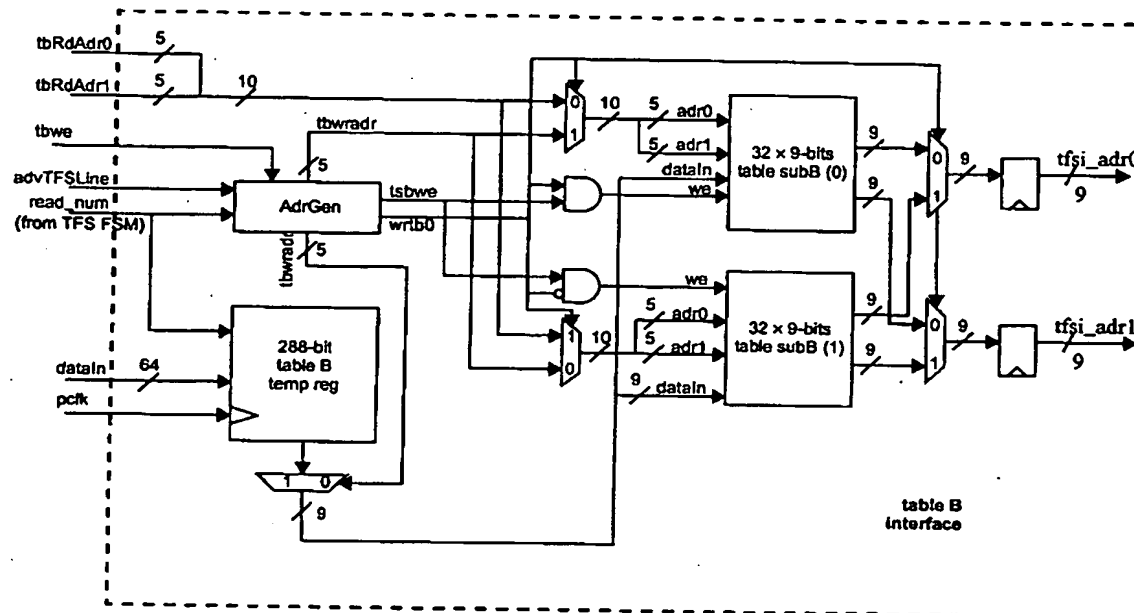 tbRdAdr0
5
tbRdAdr1
5
10
tbwe
tbwradr
5
advTFSLine
read_num
(from TFS FSM)
AdrGen
tsbwe
wrtb0
tbwradr
5
0
1
10
5
adr0
5
adr1
dataIn
we
32 × 9-bits
table subB (0)
9
9
0
1
9
tfsi_adr0
9
we
5
adr0
10
5
adr1
1
0
9
dataIn
32 × 9-bits
table subB (1)
9
9
0
1
9
tfsi_adr1
9
288-bit
table B
temp reg
dataIn
64
pclk
1 0
9
table B
interface